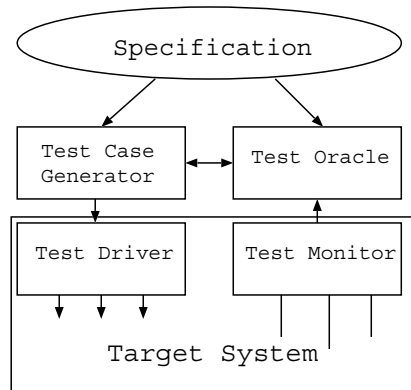 Specification
Test Case
Generator
Test Oracle
Test Driver
Test Monitor
Target System